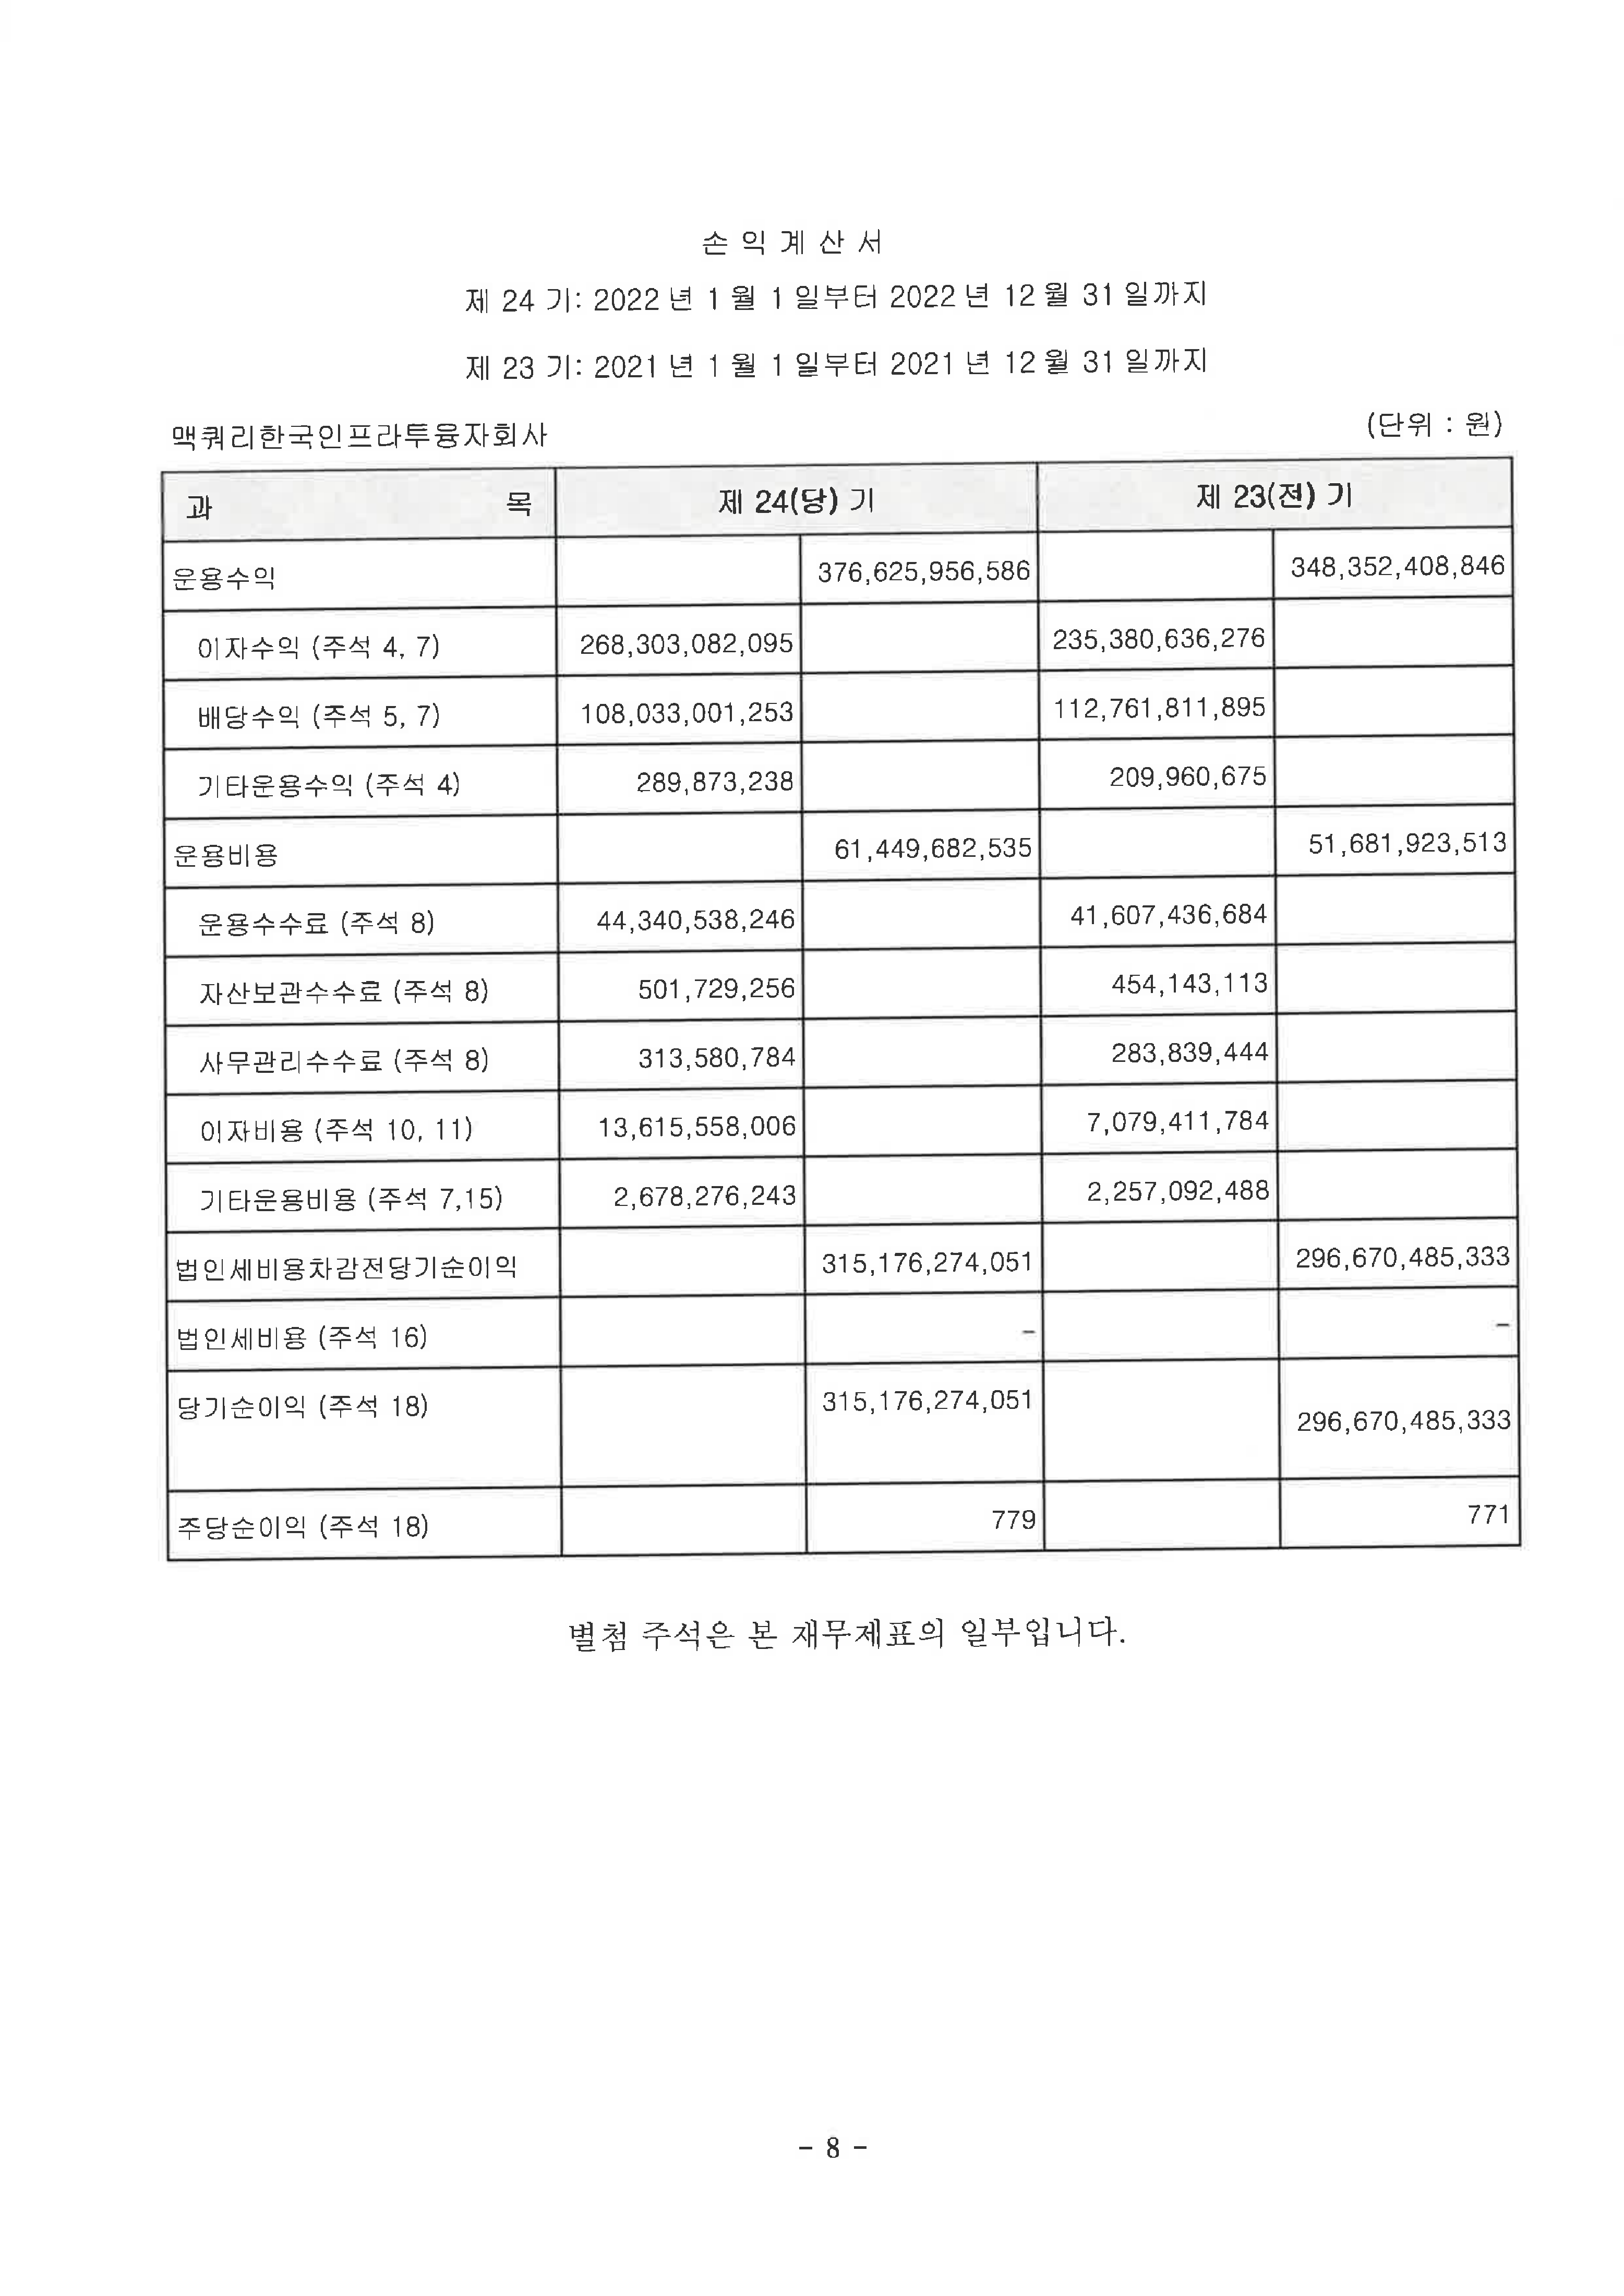 손 익 계 산 서
제 24 기: 2022 년 1 월 1 일부터 2022 년 12 월 31 일까지
제 23 기: 2021 년 1 월 1 일부터 2021 년 12 월 31 일까지
맥쿼리한국인프라투융자회사 (단위 : 원)
과 목 제 24(당) 기 제 23(전) 기
운용수익 376,625,956,586 348,352,408,846
이자수익 (주석 4, 7) 268,303,082,095 235,380,636,276
배당수익 (주석 5, 7) 108,033,001,253 112,761,811,895
기타운용수익 (주석 4) 289,873,238 209,960,675
운용비용 61,449,682,535 51,681,923,513
운용수수료 (주석 8) 44,340,538,246 41,607,436,684
자산보관수수료 (주석 8) 501,729,256 454,143,113
사무관리수수료 (주석 8) 313,580,784 283,839,444
이자비용 (주석 10, 11) 13,615,558,006 7,079,411,784
기타운용비용 (주석 7,15) 2,678,276,243 2,257,092,488
법인세비용차감전당기순이익 315,176,274,051 296,670,485,333
법인세비용 (주석 16) - -
당기순이익 (주석 18) 315,176,274,051 296,670,485,333
주당순이익 (주석 18) 779 771
별첨 주석은 본 재무제표의 일부입니다.
- 8 -